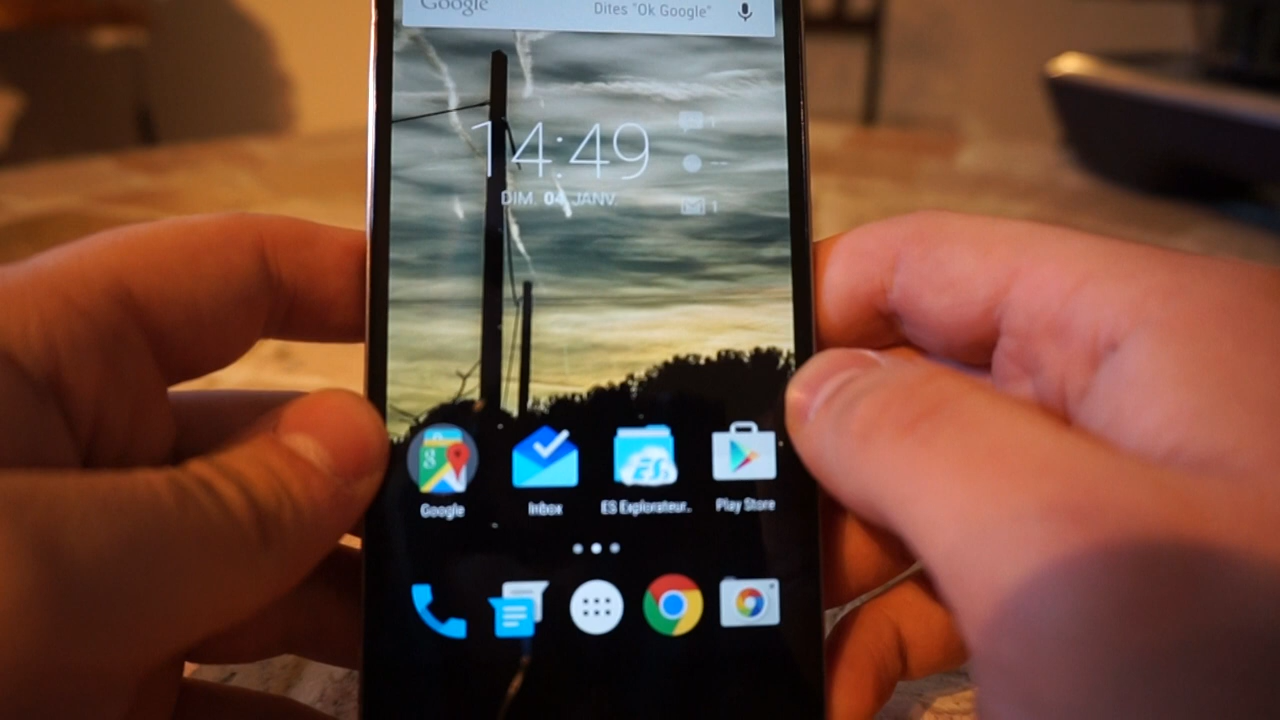 Google
Dites "Ok Google"
14:49
1
--
DIM. 04 JANV
1
Google
Inbox
ES Explorateur..
Play Store